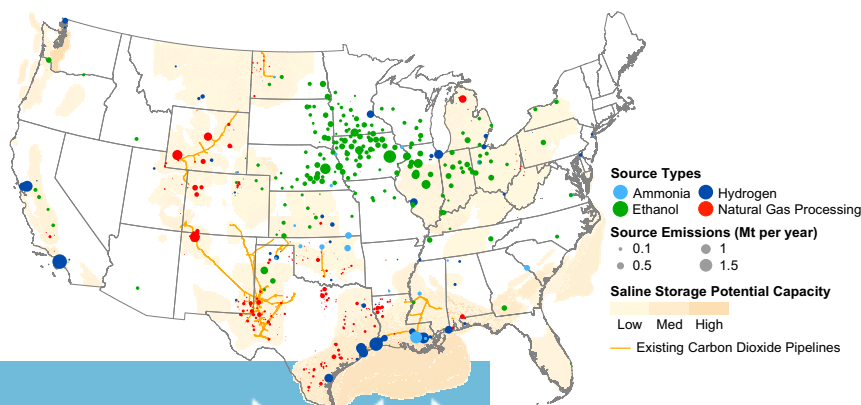 Source Types
Ammonia Hydrogen
Ethanol Natural Gas Processing
Source Emissions (Mt per year)
0.1 1
0.5 1.5
Saline Storage Potential Capacity
Low Med High
Existing Carbon Dioxide Pipelines